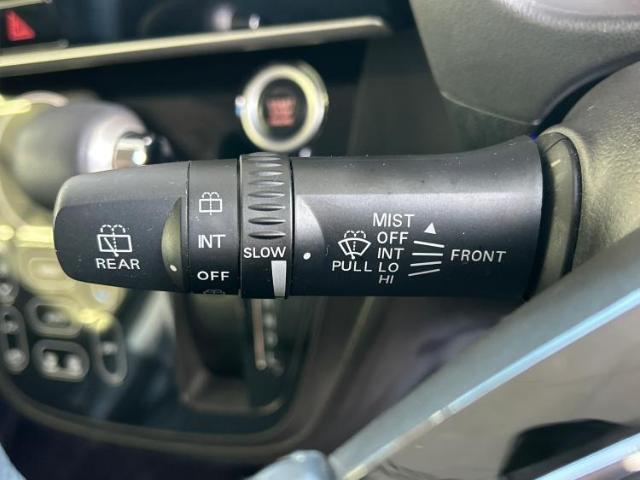 REAR
INT
OFF
SLOW
MIST
OFF
INT
PULL LO
HI
FRONT